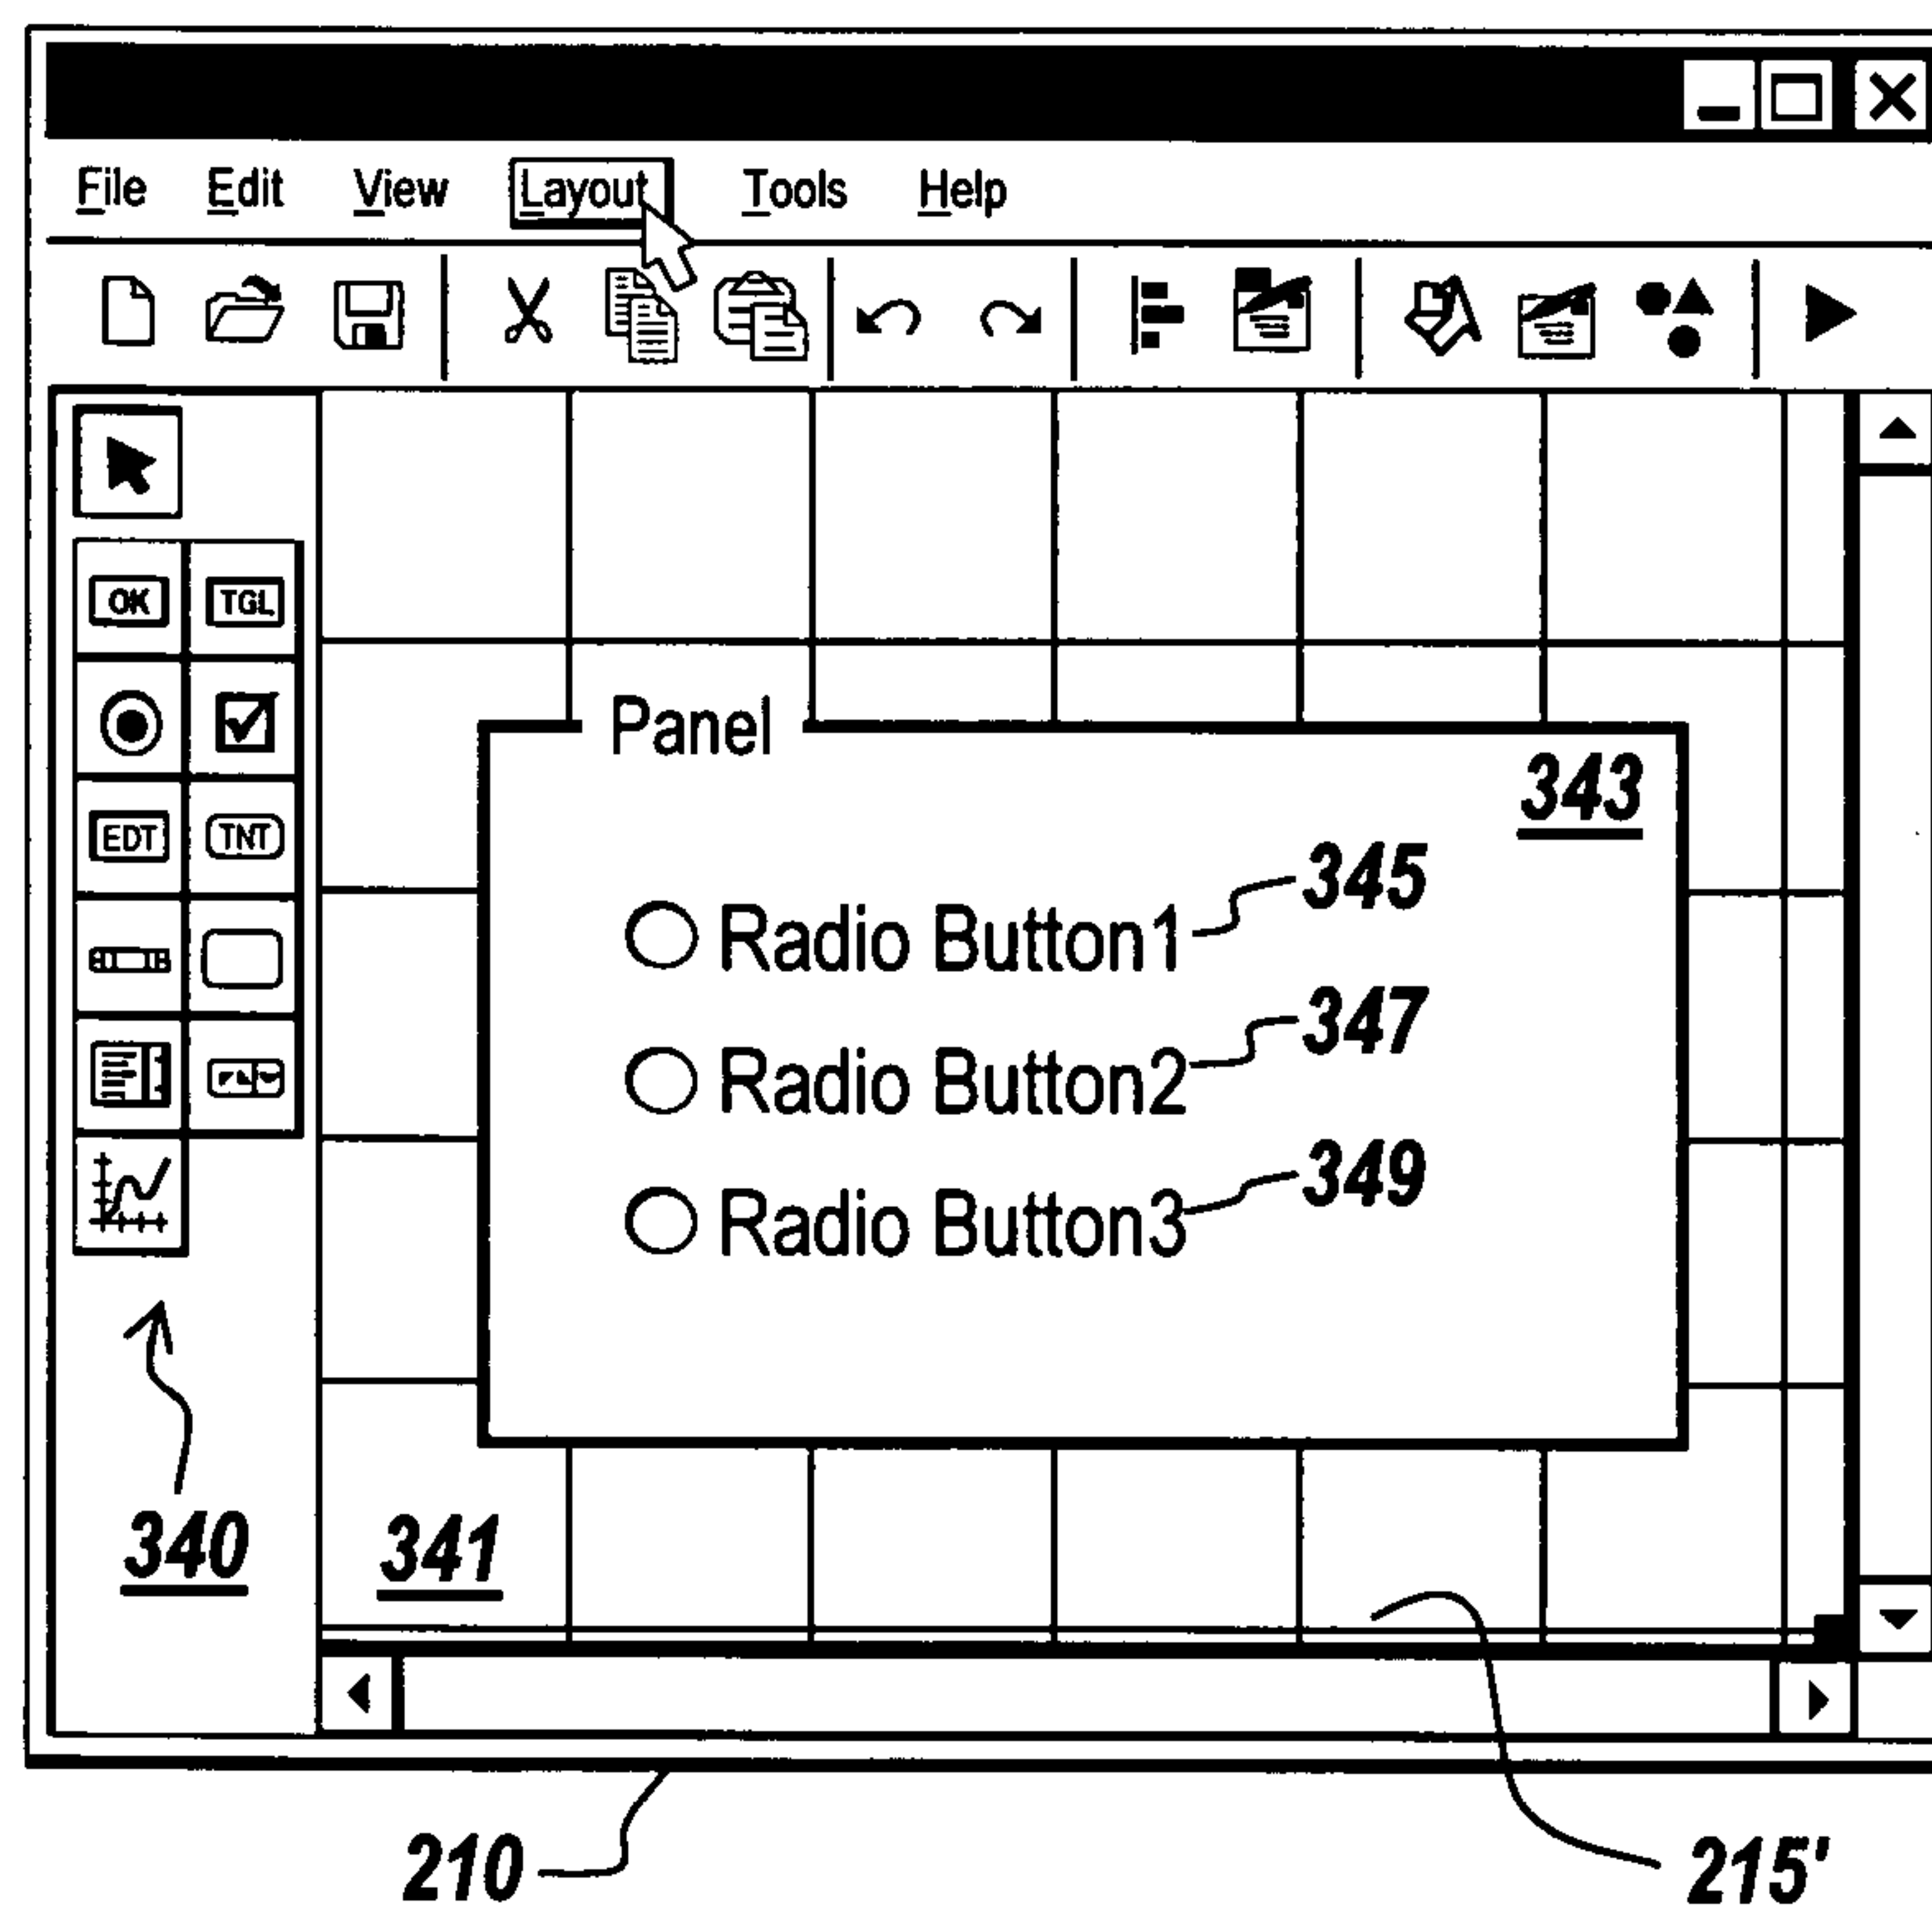 File Edit View Layout Tools Help
OK TGL
EDT TNT
Panel
343
Radio Button1 345
Radio Button2 347
Radio Button3 349
340
341
210
215'